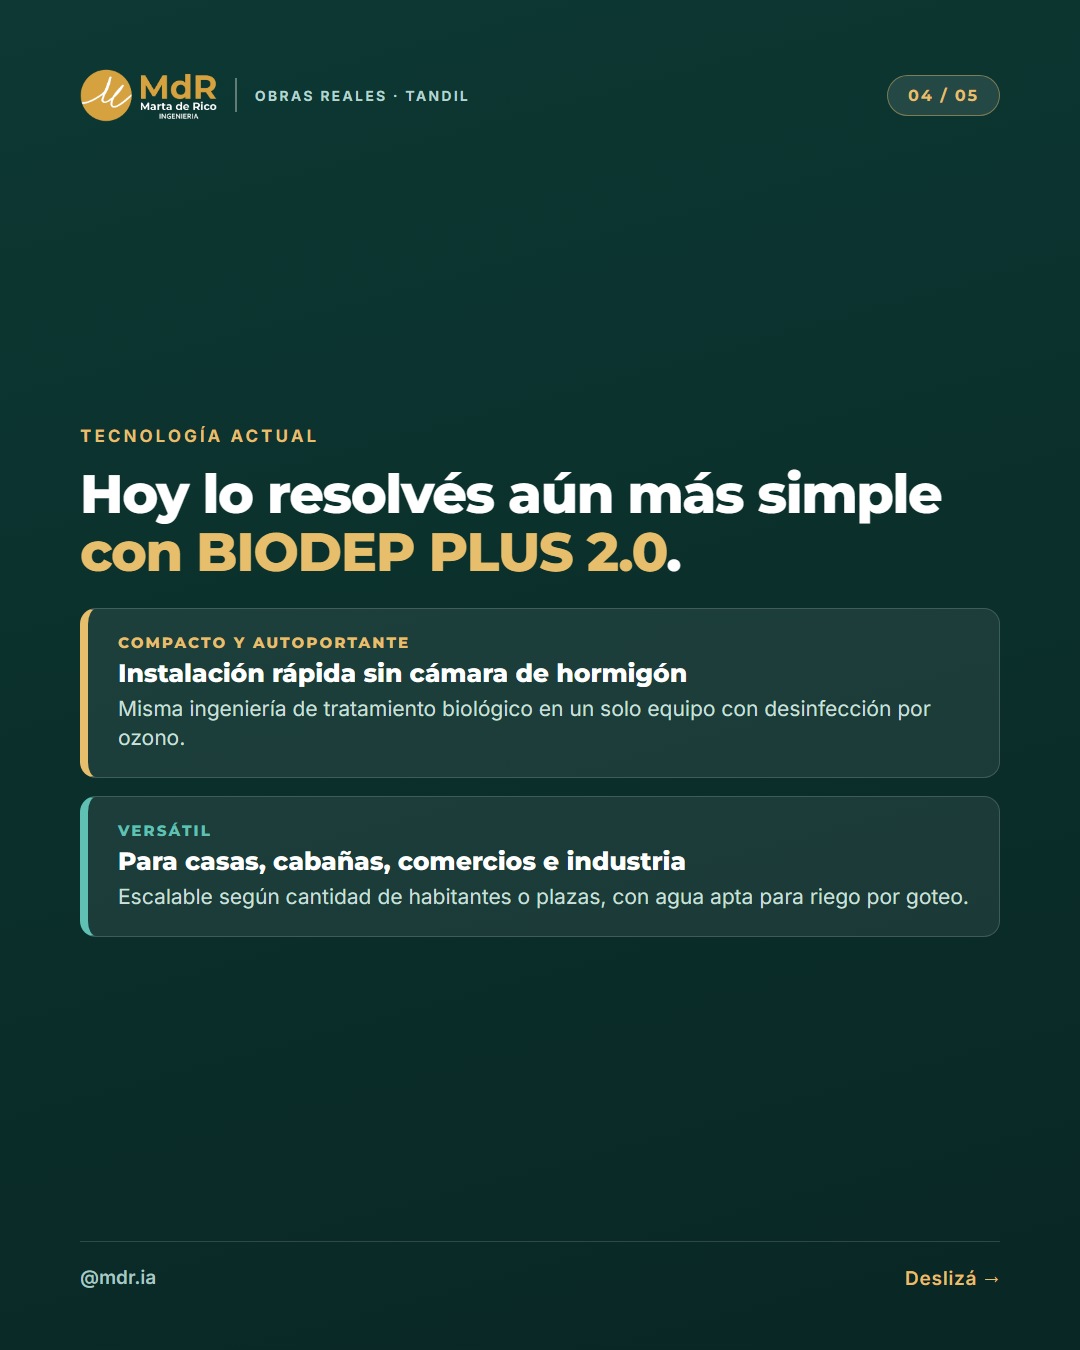 MdR
Marta de Rico
INGENIERIA
OBRAS REALES · TANDIL
04 / 05
TECNOLOGÍA ACTUAL
Hoy lo resolvés aún más simple
con BIODEP PLUS 2.0.
COMPACTO Y AUTOPORTANTE
Instalación rápida sin cámara de hormigón
Misma ingeniería de tratamiento biológico en un solo equipo con desinfección por
ozono.
VERSÁTIL
Para casas, cabañas, comercios e industria
Escalable según cantidad de habitantes o plazas, con agua apta para riego por goteo.
@mdr.ia
Deslizá →